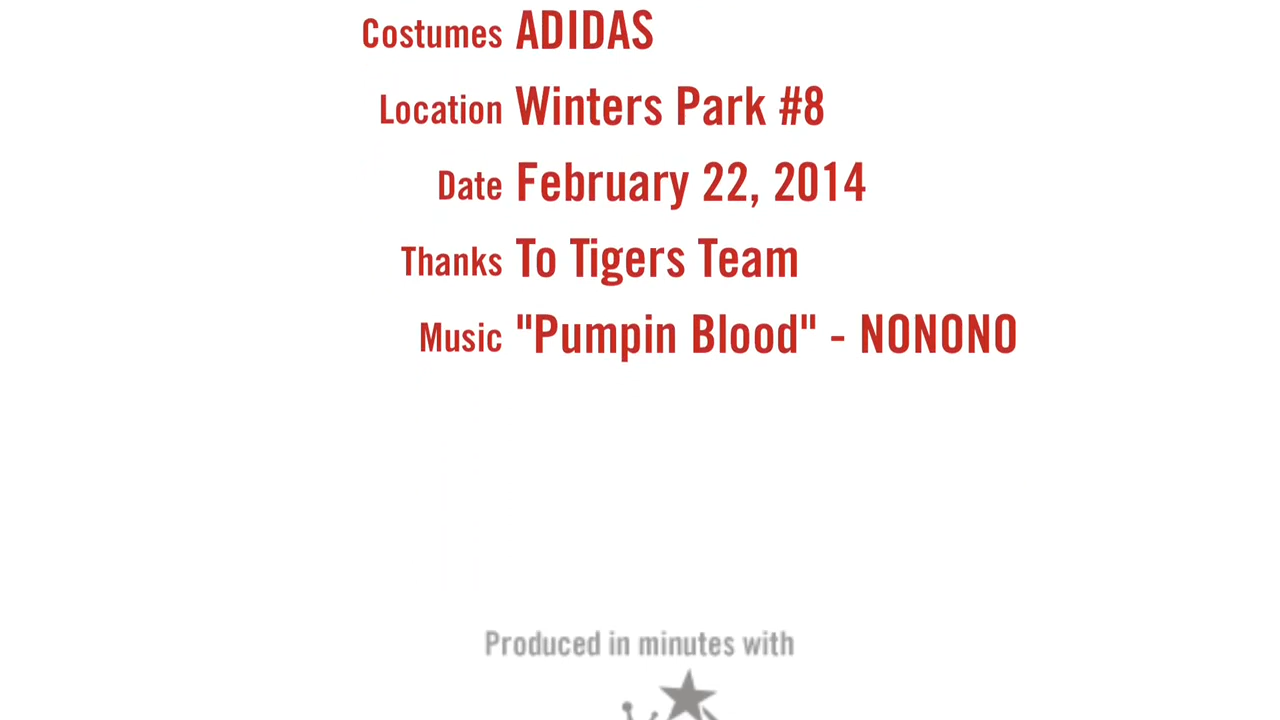 Costumes ADIDAS
Location Winters Park #8
Date February 22, 2014
Thanks To Tigers Team
Music "Pumpin Blood" - NONONO
Produced in minutes with